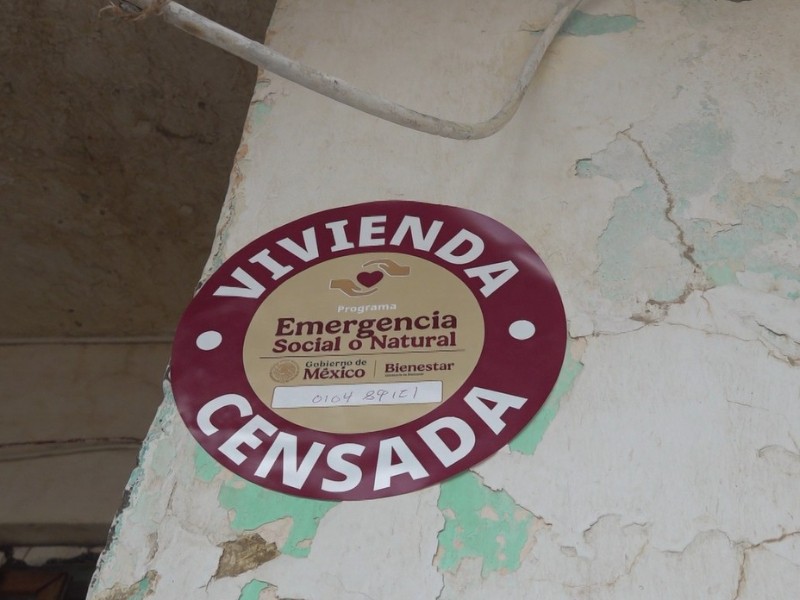 VIVIENDA
Programa
Emergencia
Social o Natural
Gobierno de
México
Bienestar
0104 89101
CENSADA